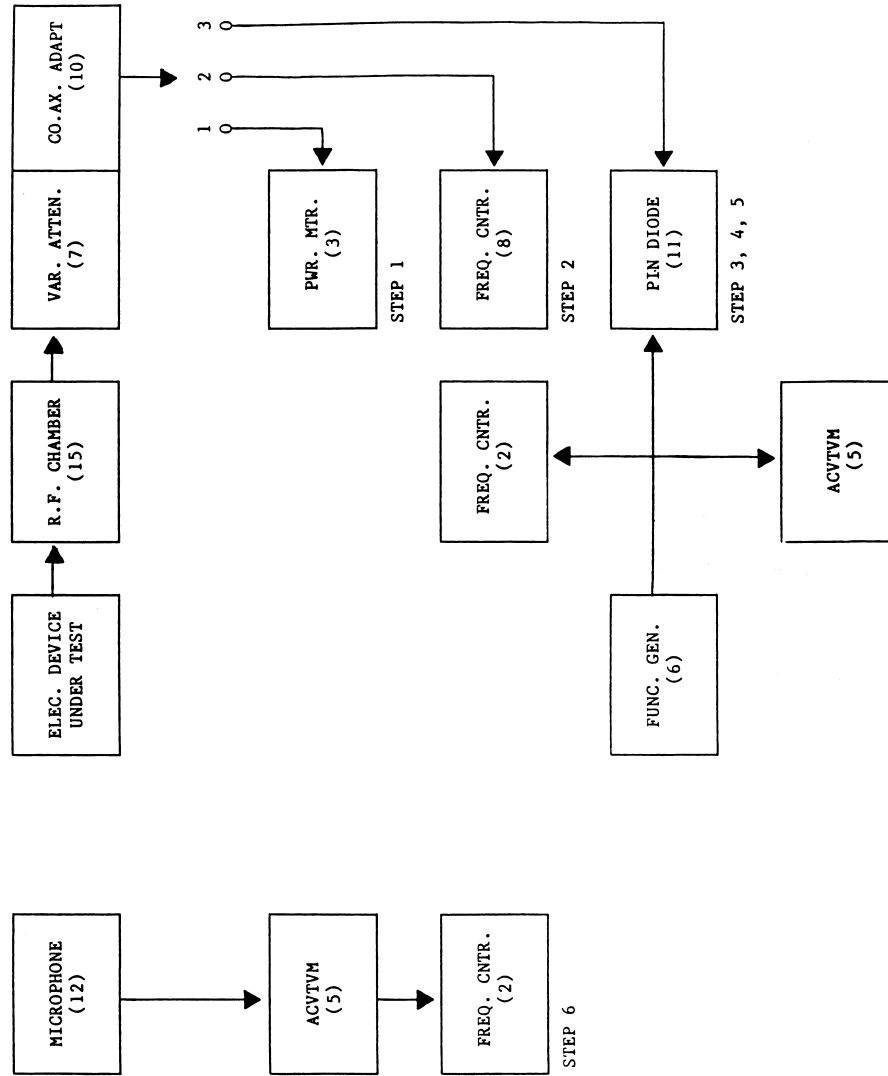 MICROPHONE
(12)
ELEC. DEVICE
UNDER TEST
R.F. CHAMBER
(15)
VAR. ATTEN.
(7)
CO.AX. ADAPT
(10)
1
2
3
ACVTVM
(5)
PWR. MTR.
(3)
STEP 1
FREQ. CNTR.
(2)
STEP 6
FREQ. CNTR.
(2)
FREQ. CNTR.
(8)
STEP 2
FUNC. GEN.
(6)
PIN DIODE
(11)
STEP 3, 4, 5
ACVTVM
(5)